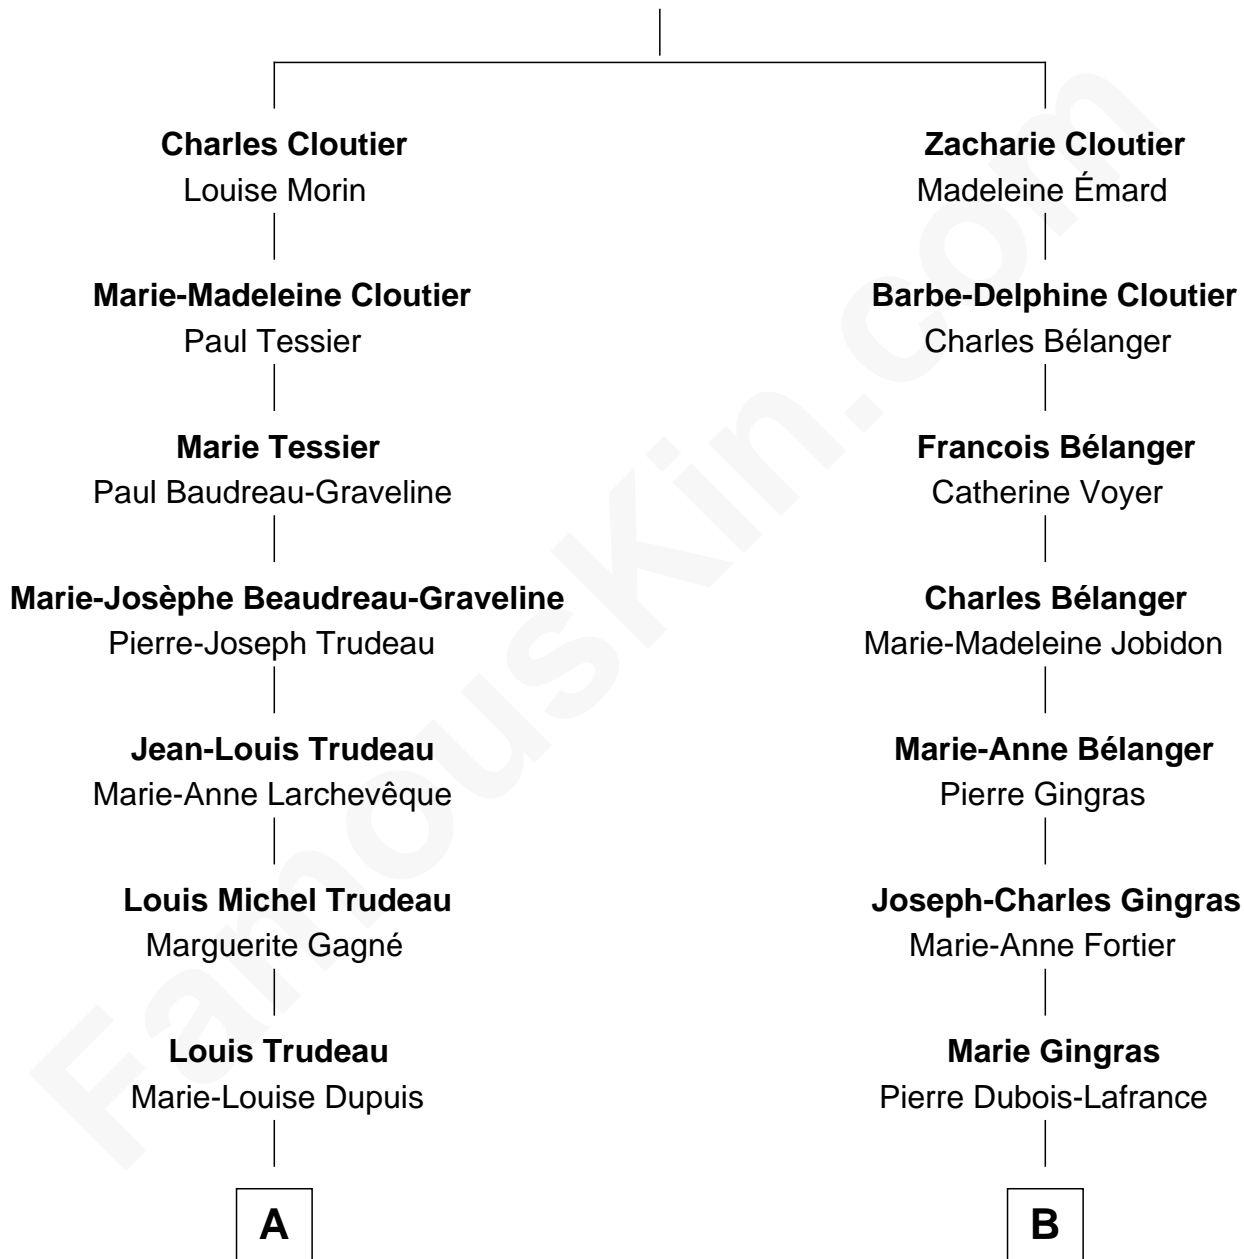 Charles Cloutier
Louise Morin
Marie-Madeleine Cloutier
Paul Tessier
Marie Tessier
Paul Baudreau-Graveline
Marie-Josèphe Beaudreau-Graveline
Pierre-Joseph Trudeau
Jean-Louis Trudeau
Marie-Anne Larchevêque
Louis Michel Trudeau
Marguerite Gagné
Louis Trudeau
Marie-Louise Dupuis
A
Zacharie Cloutier
Madeleine Émard
Barbe-Delphine Cloutier
Charles Bélanger
Francois Bélanger
Catherine Voyer
Charles Bélanger
Marie-Madeleine Jobidon
Marie-Anne Bélanger
Pierre Gingras
Joseph-Charles Gingras
Marie-Anne Fortier
Marie Gingras
Pierre Dubois-Lafrance
B
FamousKin.com